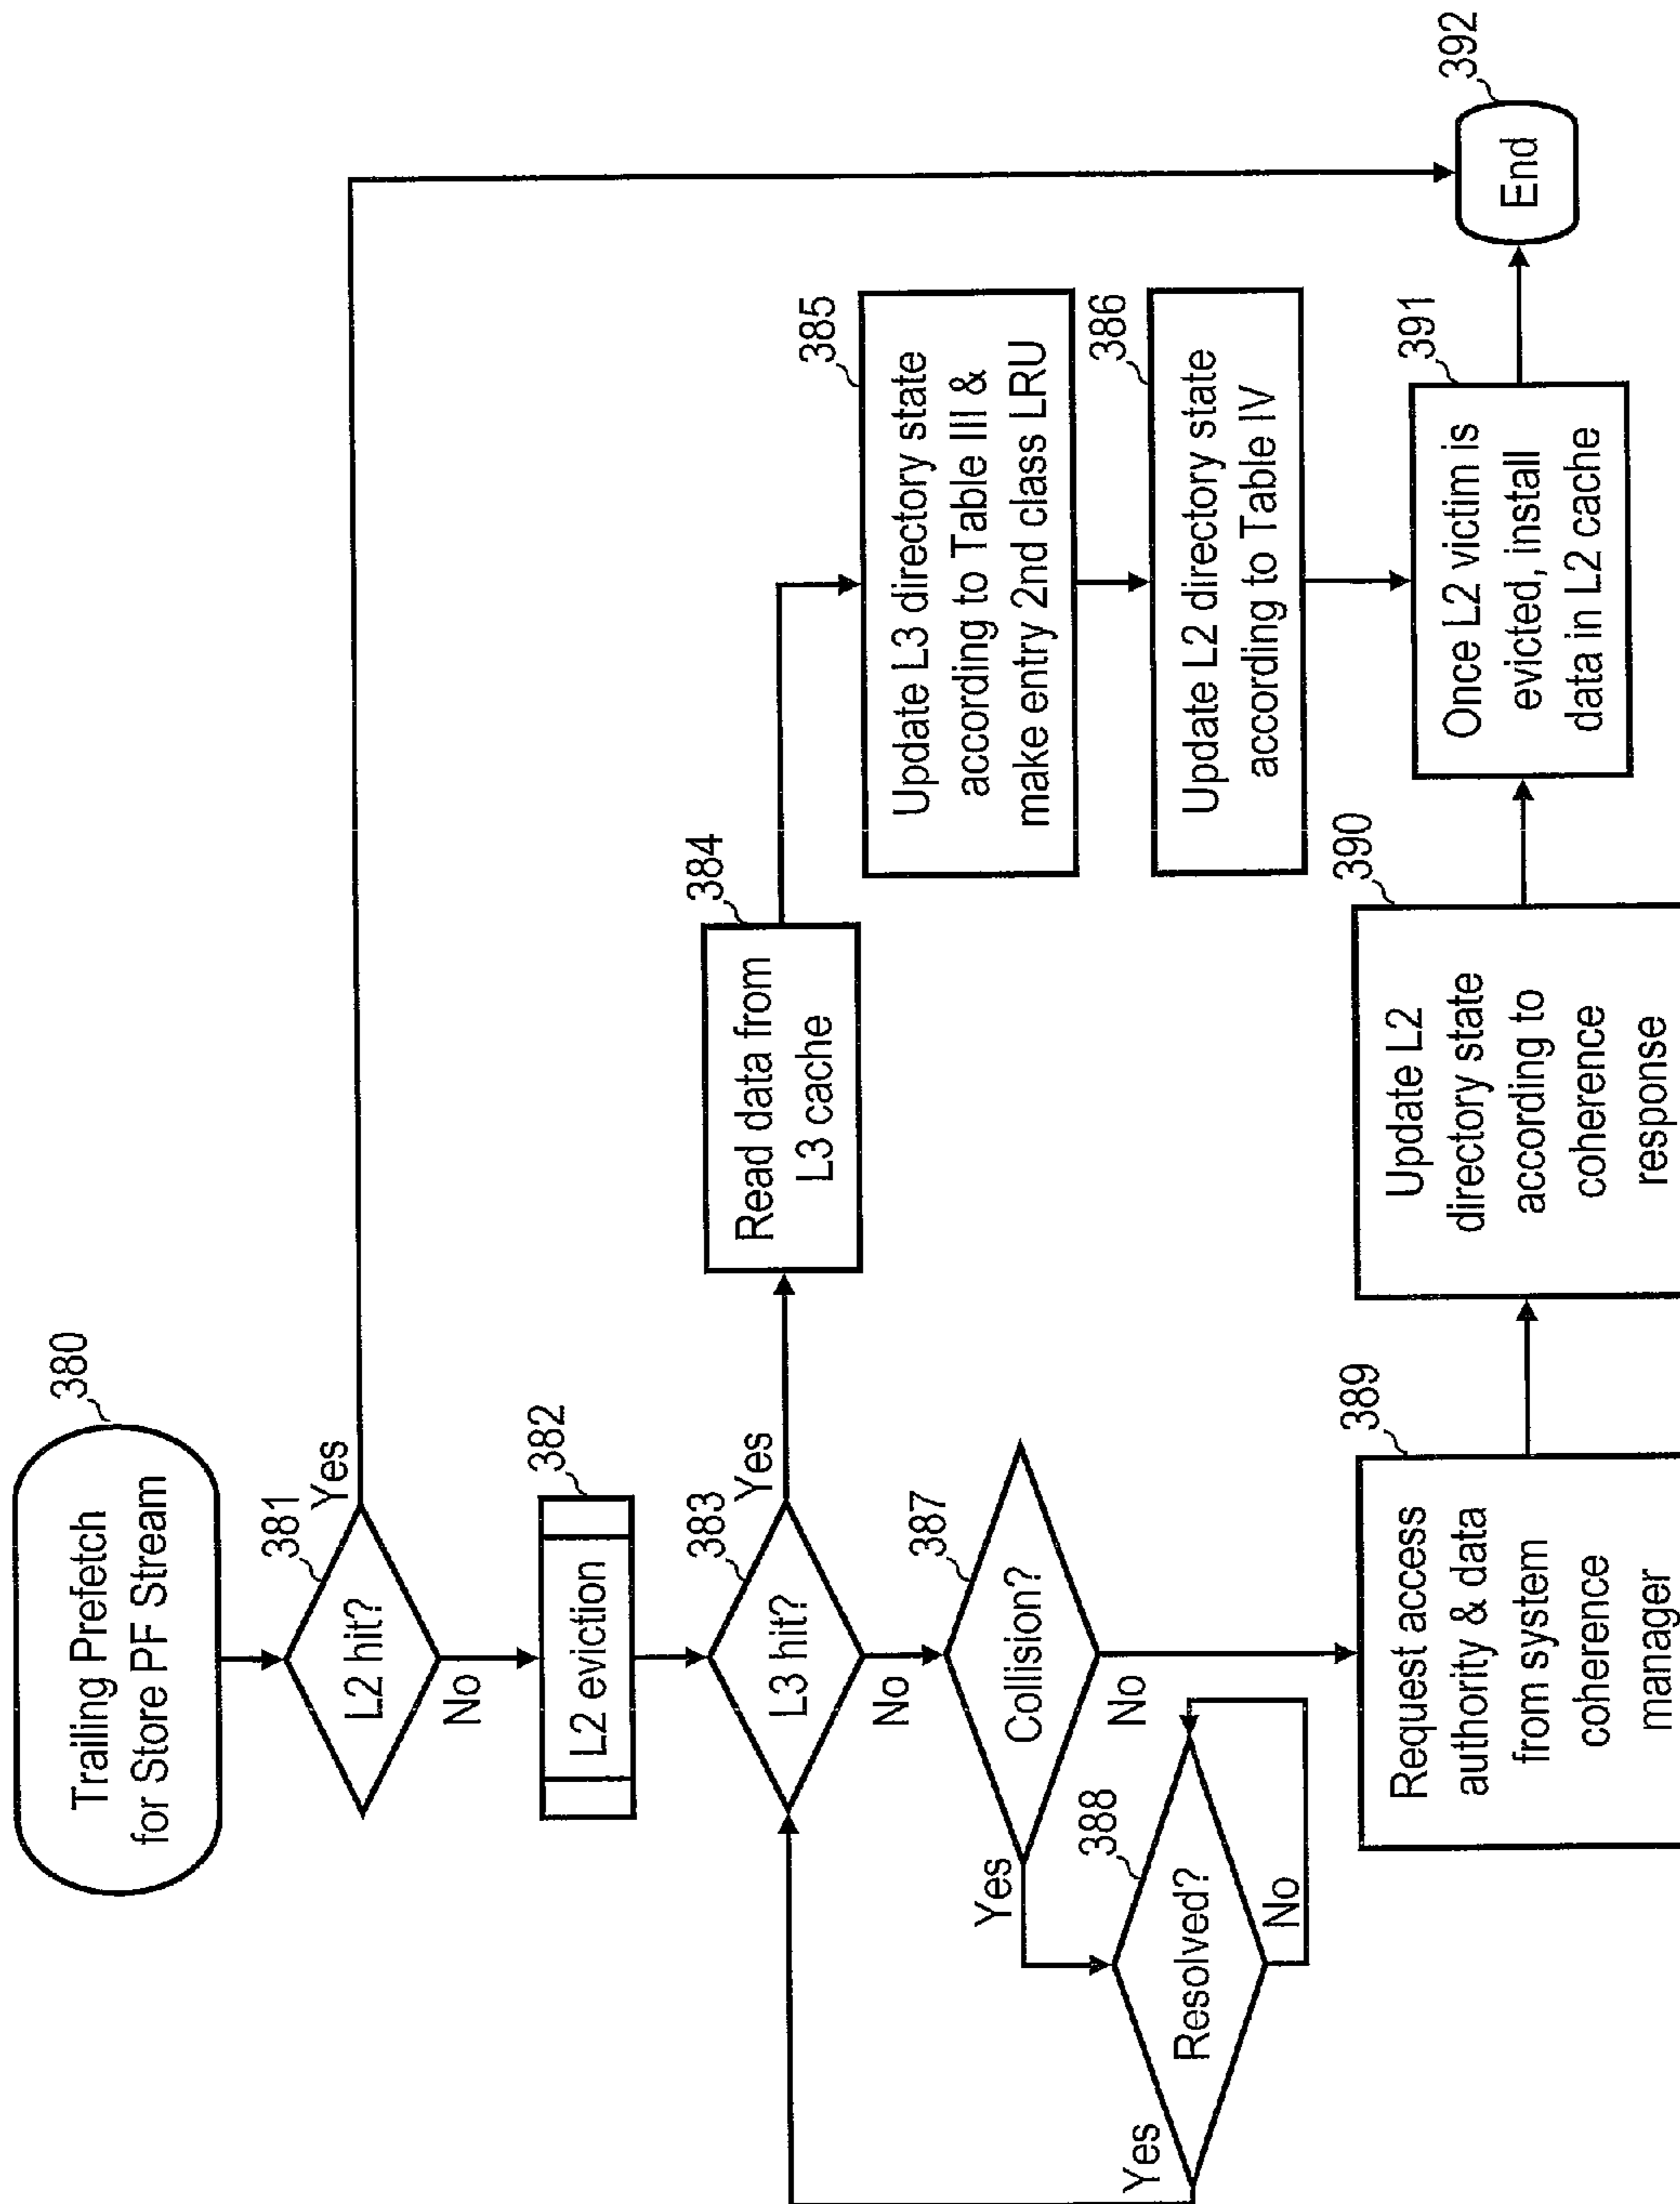 380
Trailing Prefetch
for Store PF Stream
381
L2 hit?
Yes
No
382
L2 eviction
383
L3 hit?
Yes
No
384
Read data from
L3 cache
385
Update L3 directory state
according to Table III &
make entry 2nd class LRU
386
Update L2 directory state
according to Table IV
387
Collision?
Yes
No
388
Resolved?
Yes
No
389
Request access
authority & data
from system
coherence
manager
390
Update L2
directory state
according to
coherence
response
391
Once L2 victim is
evicted, install
data in L2 cache
392
End